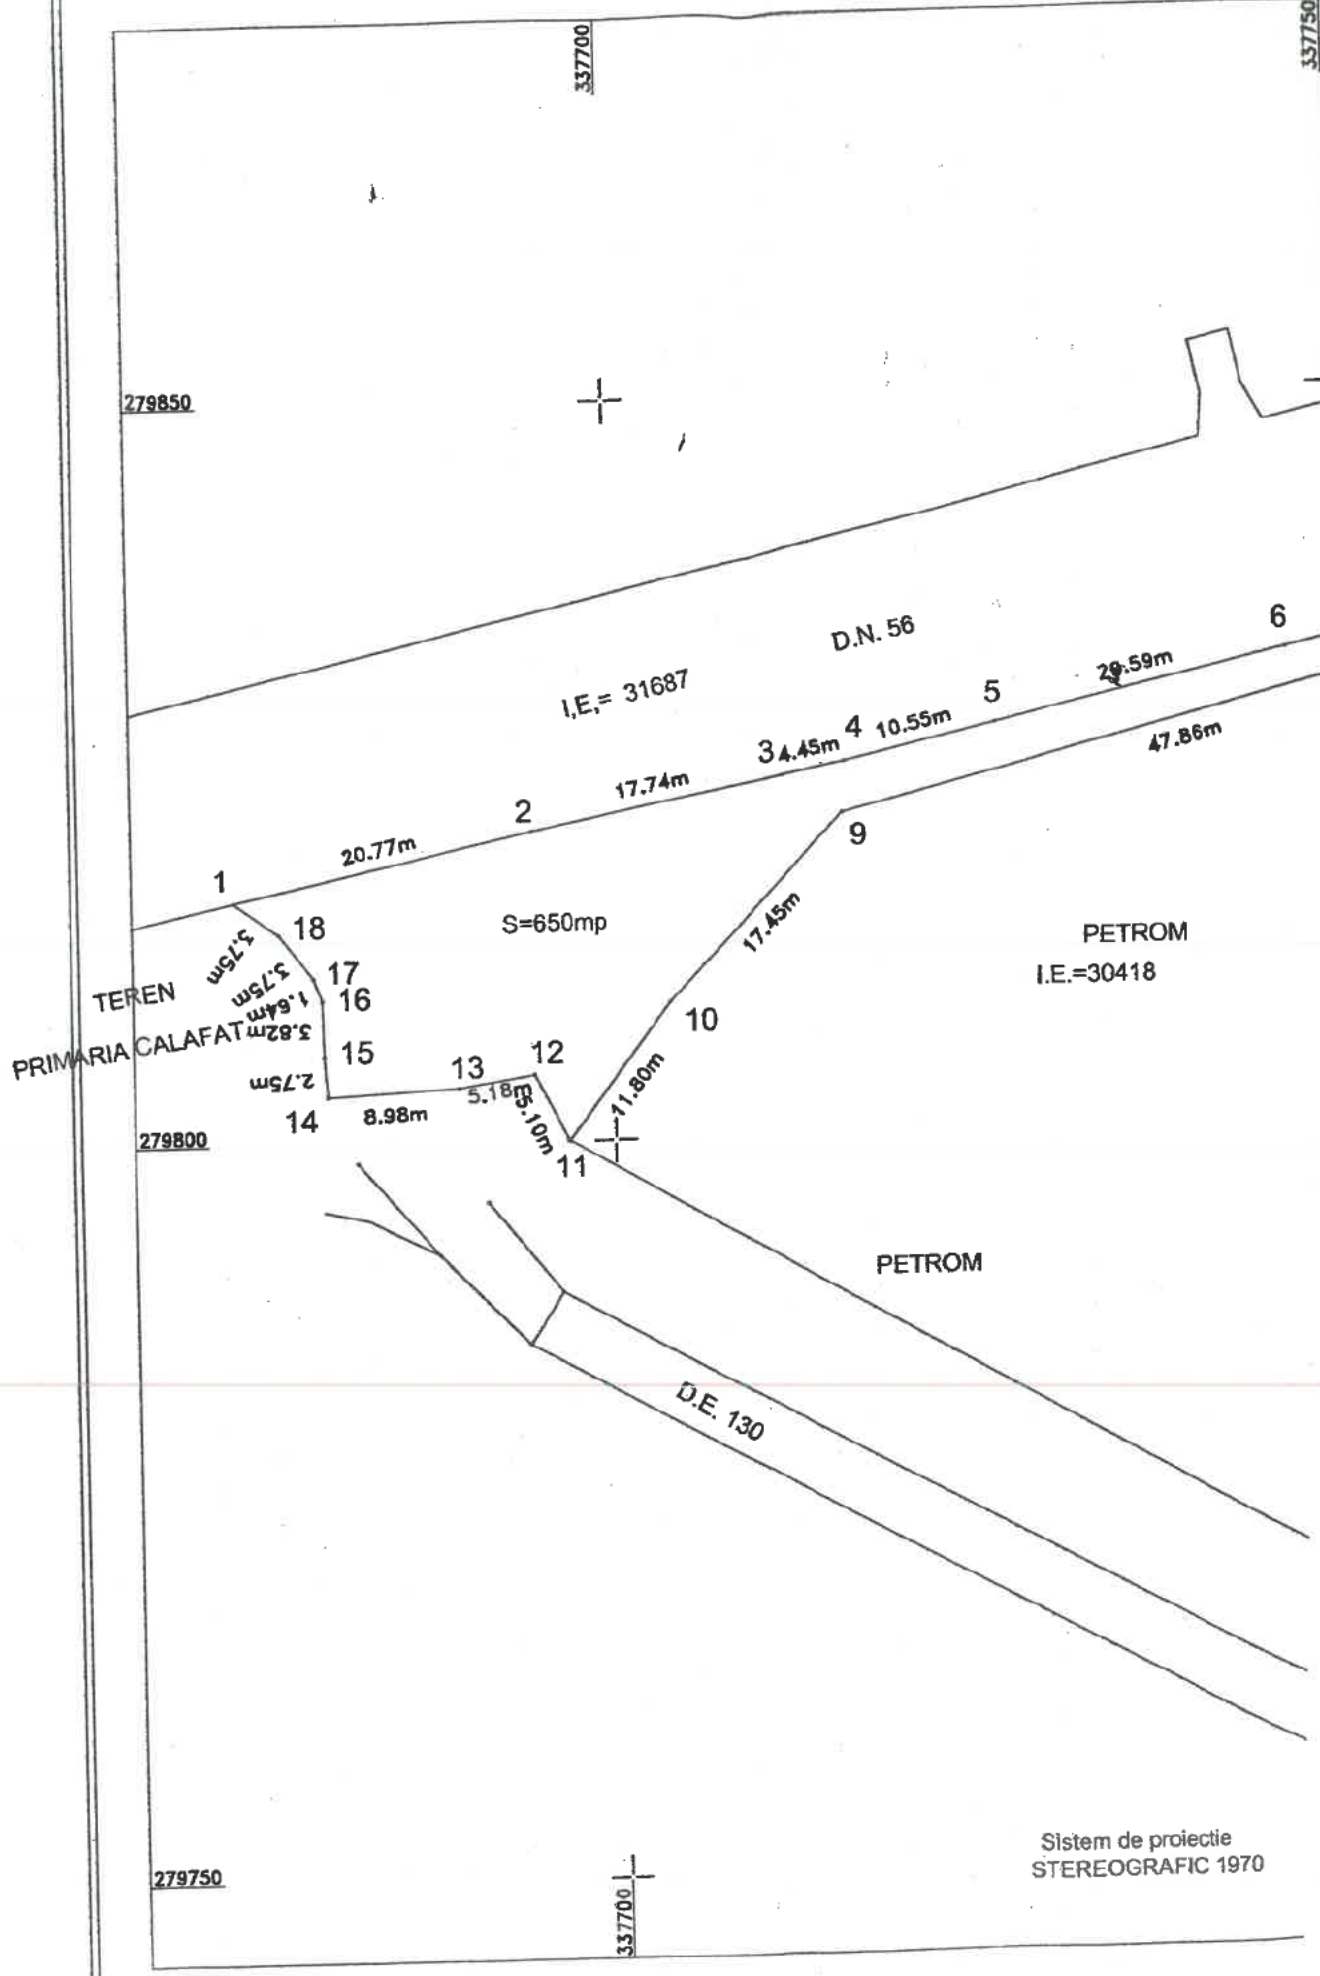 337700
337750
279850
D.N. 56
I,E,= 31687
6
29.59m
5
10.55m
4
4.45m
3
47.86m
17.74m
2
20.77m
9
1
18
S=650mp
17.45m
PETROM
I.E.=30418
3.75m
17
3.75m
TEREN
16
1.64m
10
PRIMARIA CALAFAT
3.82m
15
12
13
2.75m
5.18m
11.80m
14
8.98m
5.10m
279800
11
PETROM
D.E. 130
Sistem de proiectie
STEREOGRAFIC 1970
279750
337700